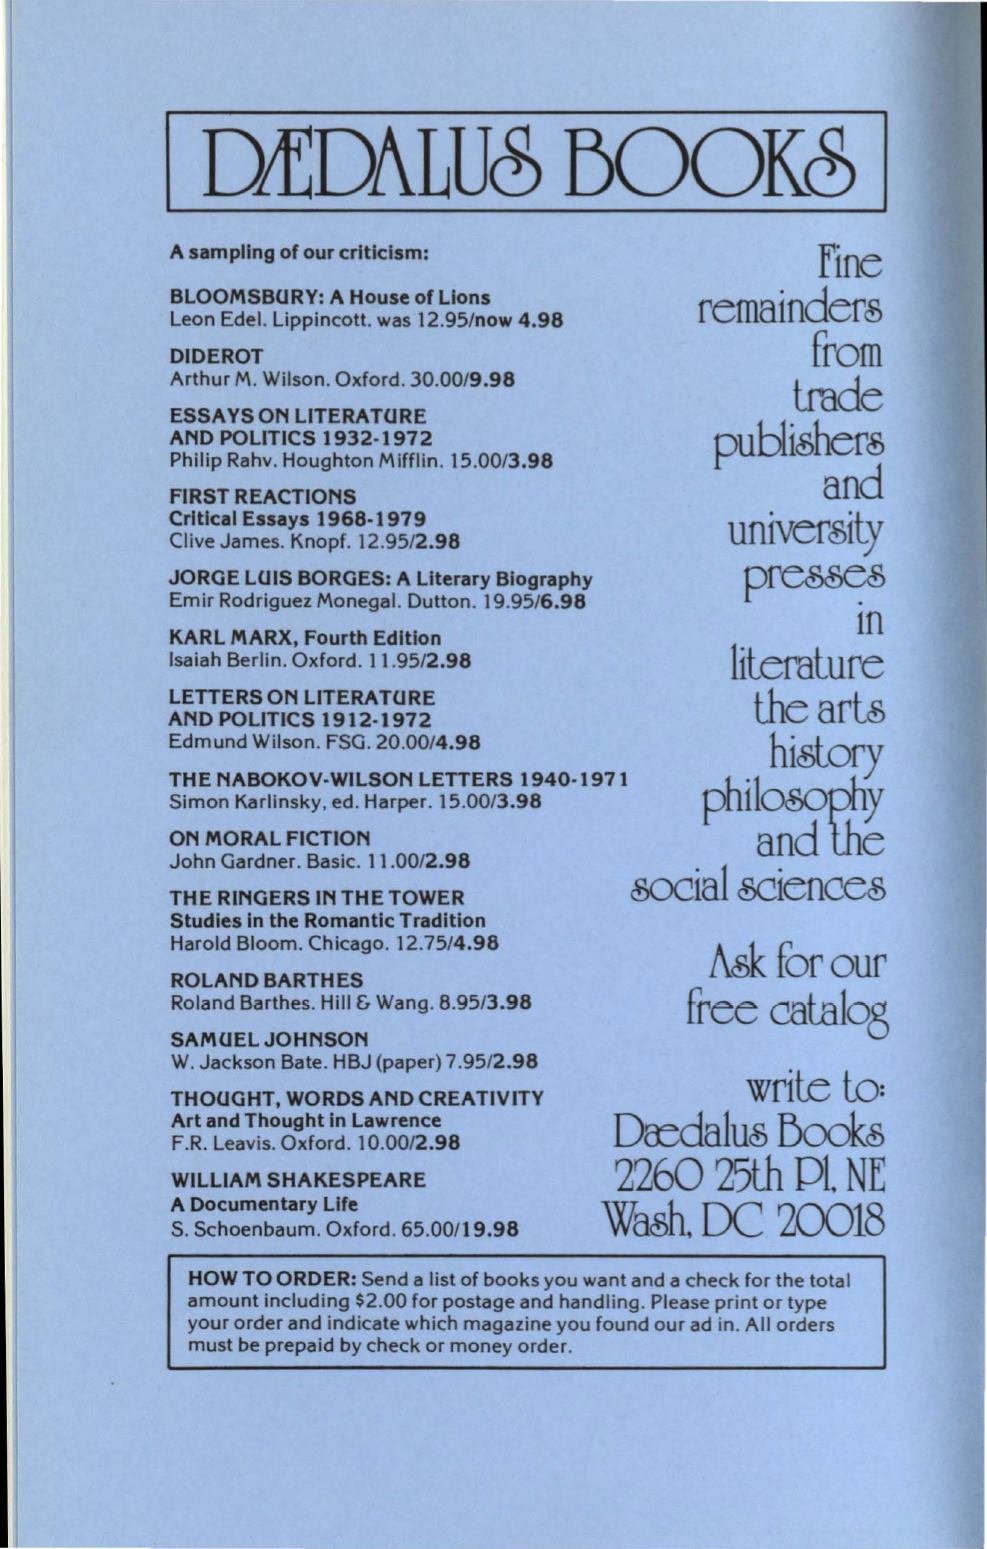 DÆDALUS BOOKS
A sampling of our criticism:
BLOOMSBURY: A House of Lions
Leon Edel. Lippincott. was 12.95/now 4.98
DIDEROT
Arthur M. Wilson. Oxford. 30.00/9.98
ESSAYS ON LITERATURE
AND POLITICS 1932-1972
Philip Rahv. Houghton Mifflin. 15.00/3.98
FIRST REACTIONS
Critical Essays 1968-1979
Clive James. Knopf. 12.95/2.98
JORGE LUIS BORGES: A Literary Biography
Emir Rodriguez Monegal. Dutton. 19.95/6.98
KARL MARX, Fourth Edition
Isaiah Berlin. Oxford. 11.95/2.98
LETTERS ON LITERATURE
AND POLITICS 1912-1972
Edmund Wilson. FSG. 20.00/4.98
THE NABOKOV-WILSON LETTERS 1940-1971
Simon Karlinsky, ed. Harper. 15.00/3.98
ON MORAL FICTION
John Gardner. Basic. 11.00/2.98
THE RINGERS IN THE TOWER
Studies in the Romantic Tradition
Harold Bloom. Chicago. 12.75/4.98
ROLAND BARTHES
Roland Barthes. Hill & Wang. 8.95/3.98
SAMUEL JOHNSON
W. Jackson Bate. HBJ (paper) 7.95/2.98
THOUGHT, WORDS AND CREATIVITY
Art and Thought in Lawrence
F.R. Leavis. Oxford. 10.00/2.98
WILLIAM SHAKESPEARE
A Documentary Life
S. Schoenbaum. Oxford. 65.00/19.98
Fine
remainders
from
trade
publishers
and
university
presses
in
literature
the arts
history
philosophy
and the
social sciences
Ask for our
free catalog
write to:
Dædalus Books
2260 25th Pl. NE
Wash. DC 20018
HOW TO ORDER: Send a list of books you want and a check for the total
amount including $2.00 for postage and handling. Please print or type
your order and indicate which magazine you found our ad in. All orders
must be prepaid by check or money order.